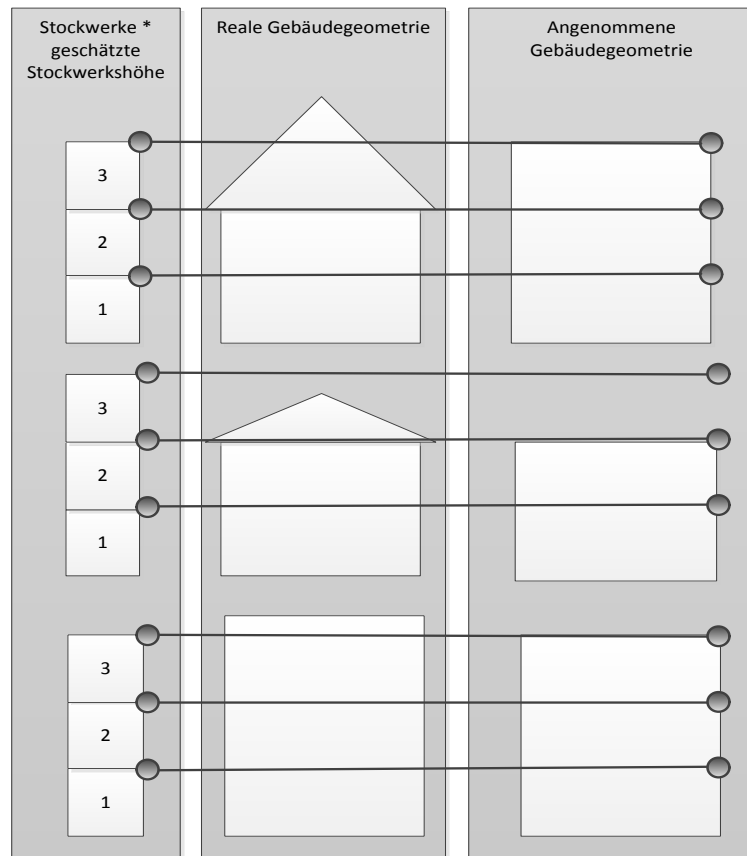 Stockwerke *
geschätzte
Stockwerkshöhe
Reale Gebäudegeometrie
Angenommene
Gebäudegeometrie
3
2
1
3
2
1
3
2
1